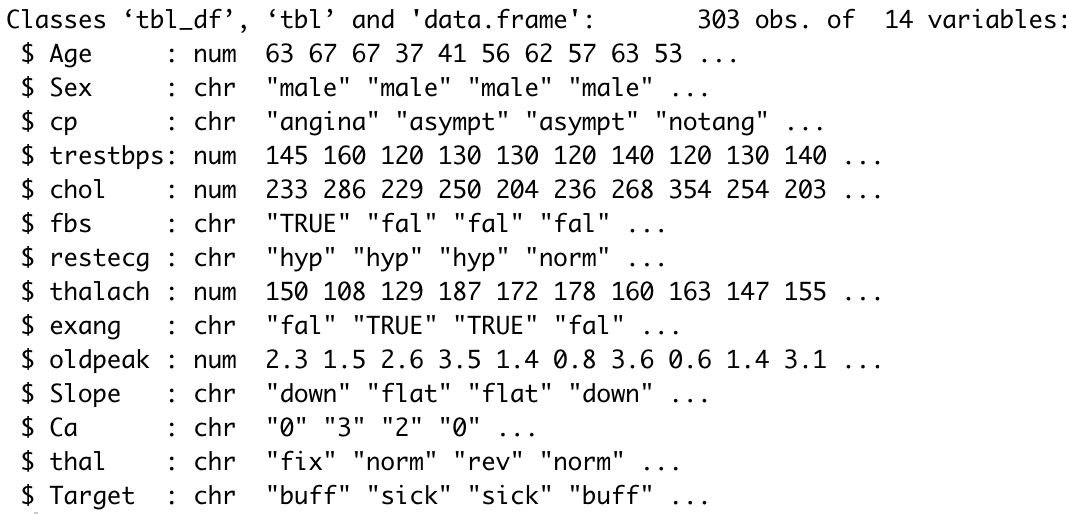 Classes ‘tbl_df’, ‘tbl’ and 'data.frame':	303 obs. of  14 variables:
 $ Age     : num  63 67 67 37 41 56 62 57 63 53 ...
 $ Sex     : chr  "male" "male" "male" "male" ...
 $ cp      : chr  "angina" "asympt" "asympt" "notang" ...
 $ trestbps: num  145 160 120 130 130 120 140 120 130 140 ...
 $ chol    : num  233 286 229 250 204 236 268 354 254 203 ...
 $ fbs     : chr  "TRUE" "fal" "fal" "fal" ...
 $ restecg : chr  "hyp" "hyp" "hyp" "norm" ...
 $ thalach : num  150 108 129 187 172 178 160 163 147 155 ...
 $ exang   : chr  "fal" "TRUE" "TRUE" "fal" ...
 $ oldpeak : num  2.3 1.5 2.6 3.5 1.4 0.8 3.6 0.6 1.4 3.1 ...
 $ Slope   : chr  "down" "flat" "flat" "down" ...
 $ Ca      : chr  "0" "3" "2" "0" ...
 $ thal    : chr  "fix" "norm" "rev" "norm" ...
 $ Target  : chr  "buff" "sick" "sick" "buff" ...